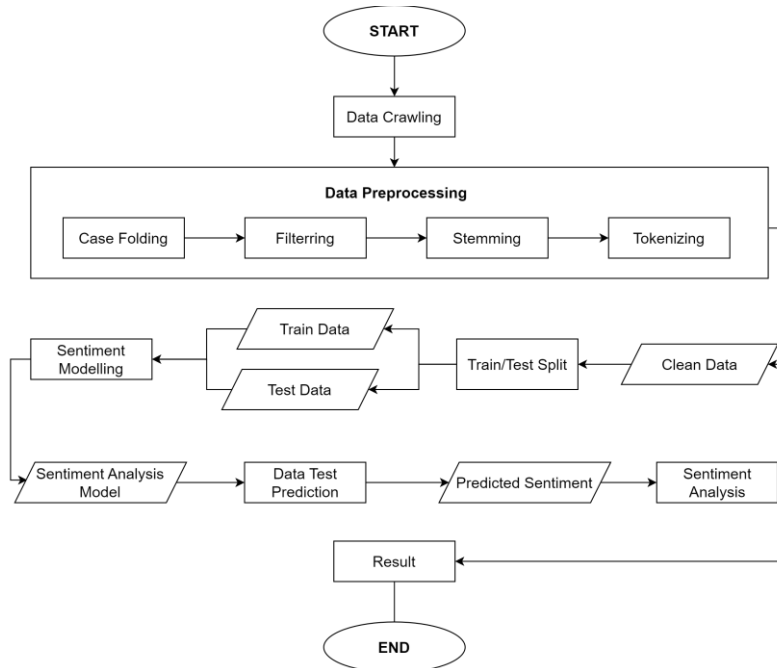 START
Data Crawling
Data Preprocessing
Case Folding
Filterring
Stemming
Tokenizing
Train Data
Sentiment
Modelling
Train/Test Split
Clean Data
Test Data
Sentiment Analysis
Model
Data Test
Prediction
Predicted Sentiment
Sentiment
Analysis
Result
END